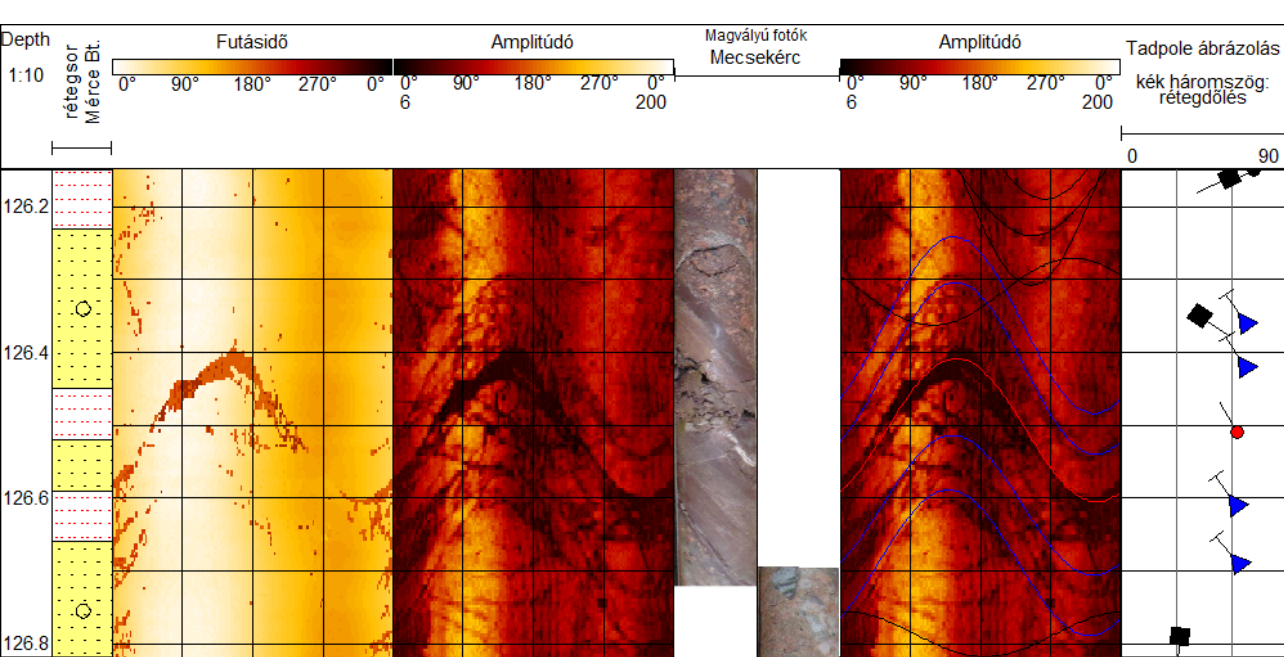 Depth
1:10
rétegsor
Mérce Bt.
Futásidő
0° 90° 180° 270° 0°
Amplitúdó
0° 90° 180° 270° 0°
6 200
Magvályú fotók
Mecsekérc
Amplitúdó
0° 90° 180° 270° 0°
6 200
Tadpole ábrázolás
kék háromszög:
rétegdőlés
0 90
126.2
126.4
126.6
126.8